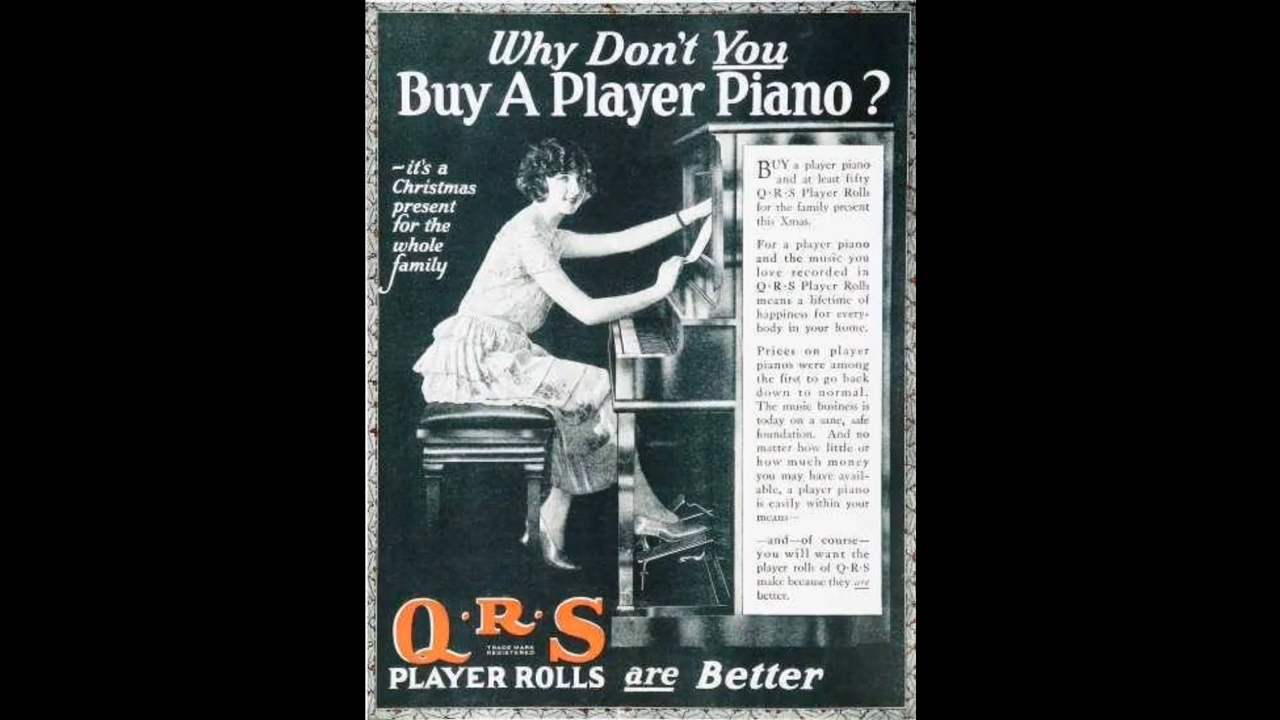 Why Don't You
Buy A Player Piano?
~it's a
Christmas
present
for the
whole
family
BUY a player piano
and at least fifty
Q·R·S Player Rolls
for the family present
this Xmas.
For a player piano
and the music you
love recorded in
Q·R·S Player Rolls
means a lifetime of
happiness for every-
body in your home.
Prices on player
pianos were among
the first to go back
down to normal.
The music business is
today on a sane, safe
foundation. And no
matter how little or
how much money
you may have avail-
able, a player piano
is easily within your
means—
—and—of course—
you will want the
player rolls of Q·R·S
make because they are
better.
Q·R·S
TRADE MARK
REGISTERED
PLAYER ROLLS are Better